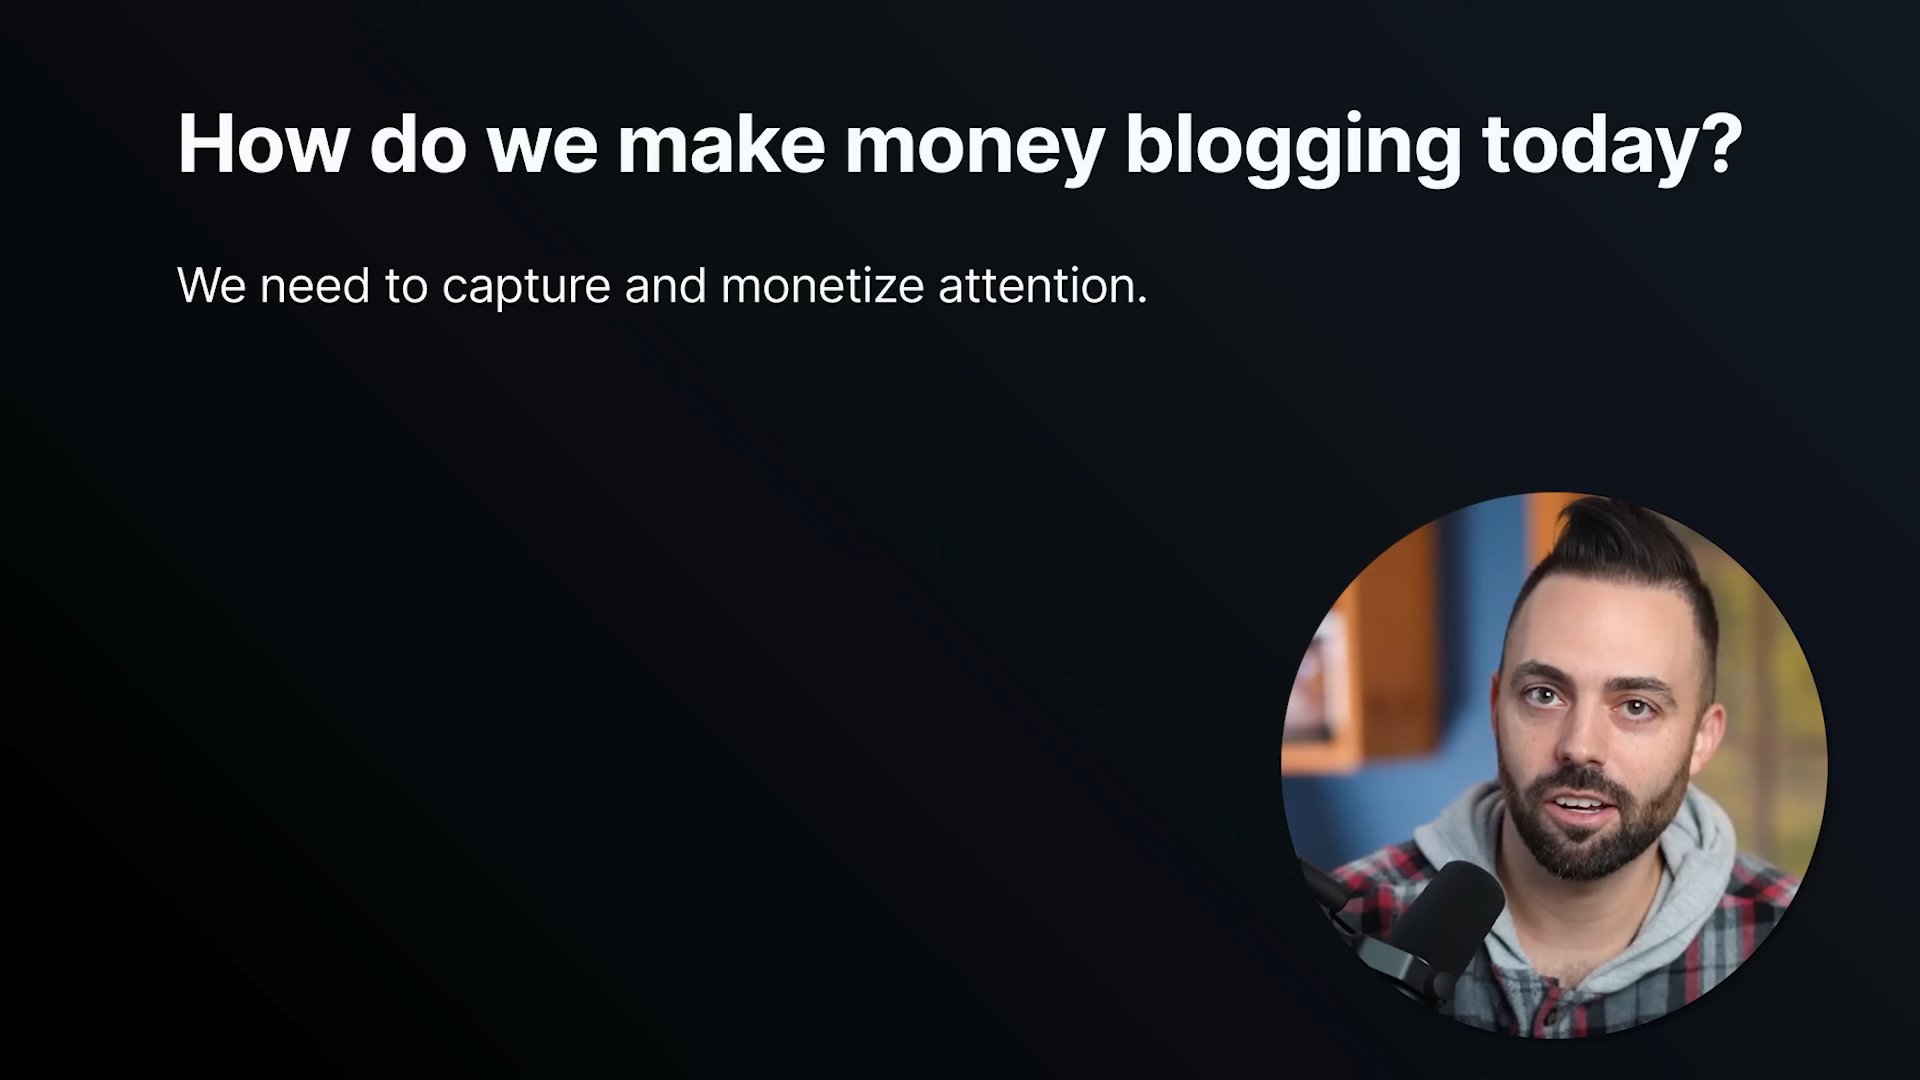 How do we make money blogging today?
We need to capture and monetize attention.